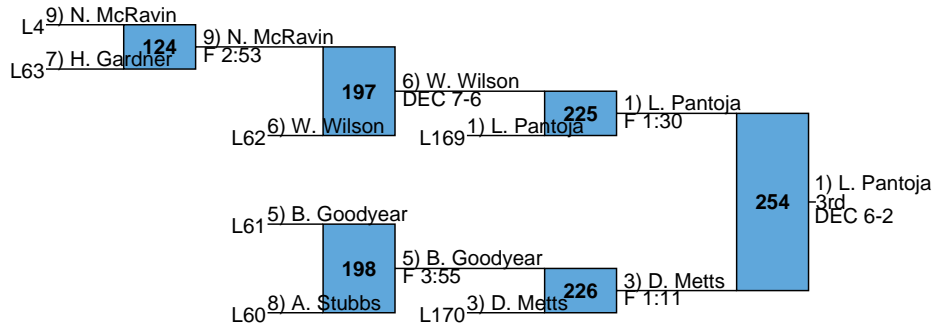 L4 9) N. McRavin
124
L63 7) H. Gardner
9) N. McRavin
F 2:53
197
L62 6) W. Wilson
6) W. Wilson
DEC 7-6
225
L169 1) L. Pantoja
1) L. Pantoja
F 1:30
254
1) L. Pantoja
3rd
DEC 6-2
L61 5) B. Goodyear
198
L60 8) A. Stubbs
5) B. Goodyear
F 3:55
226
L170 3) D. Metts
3) D. Metts
F 1:11